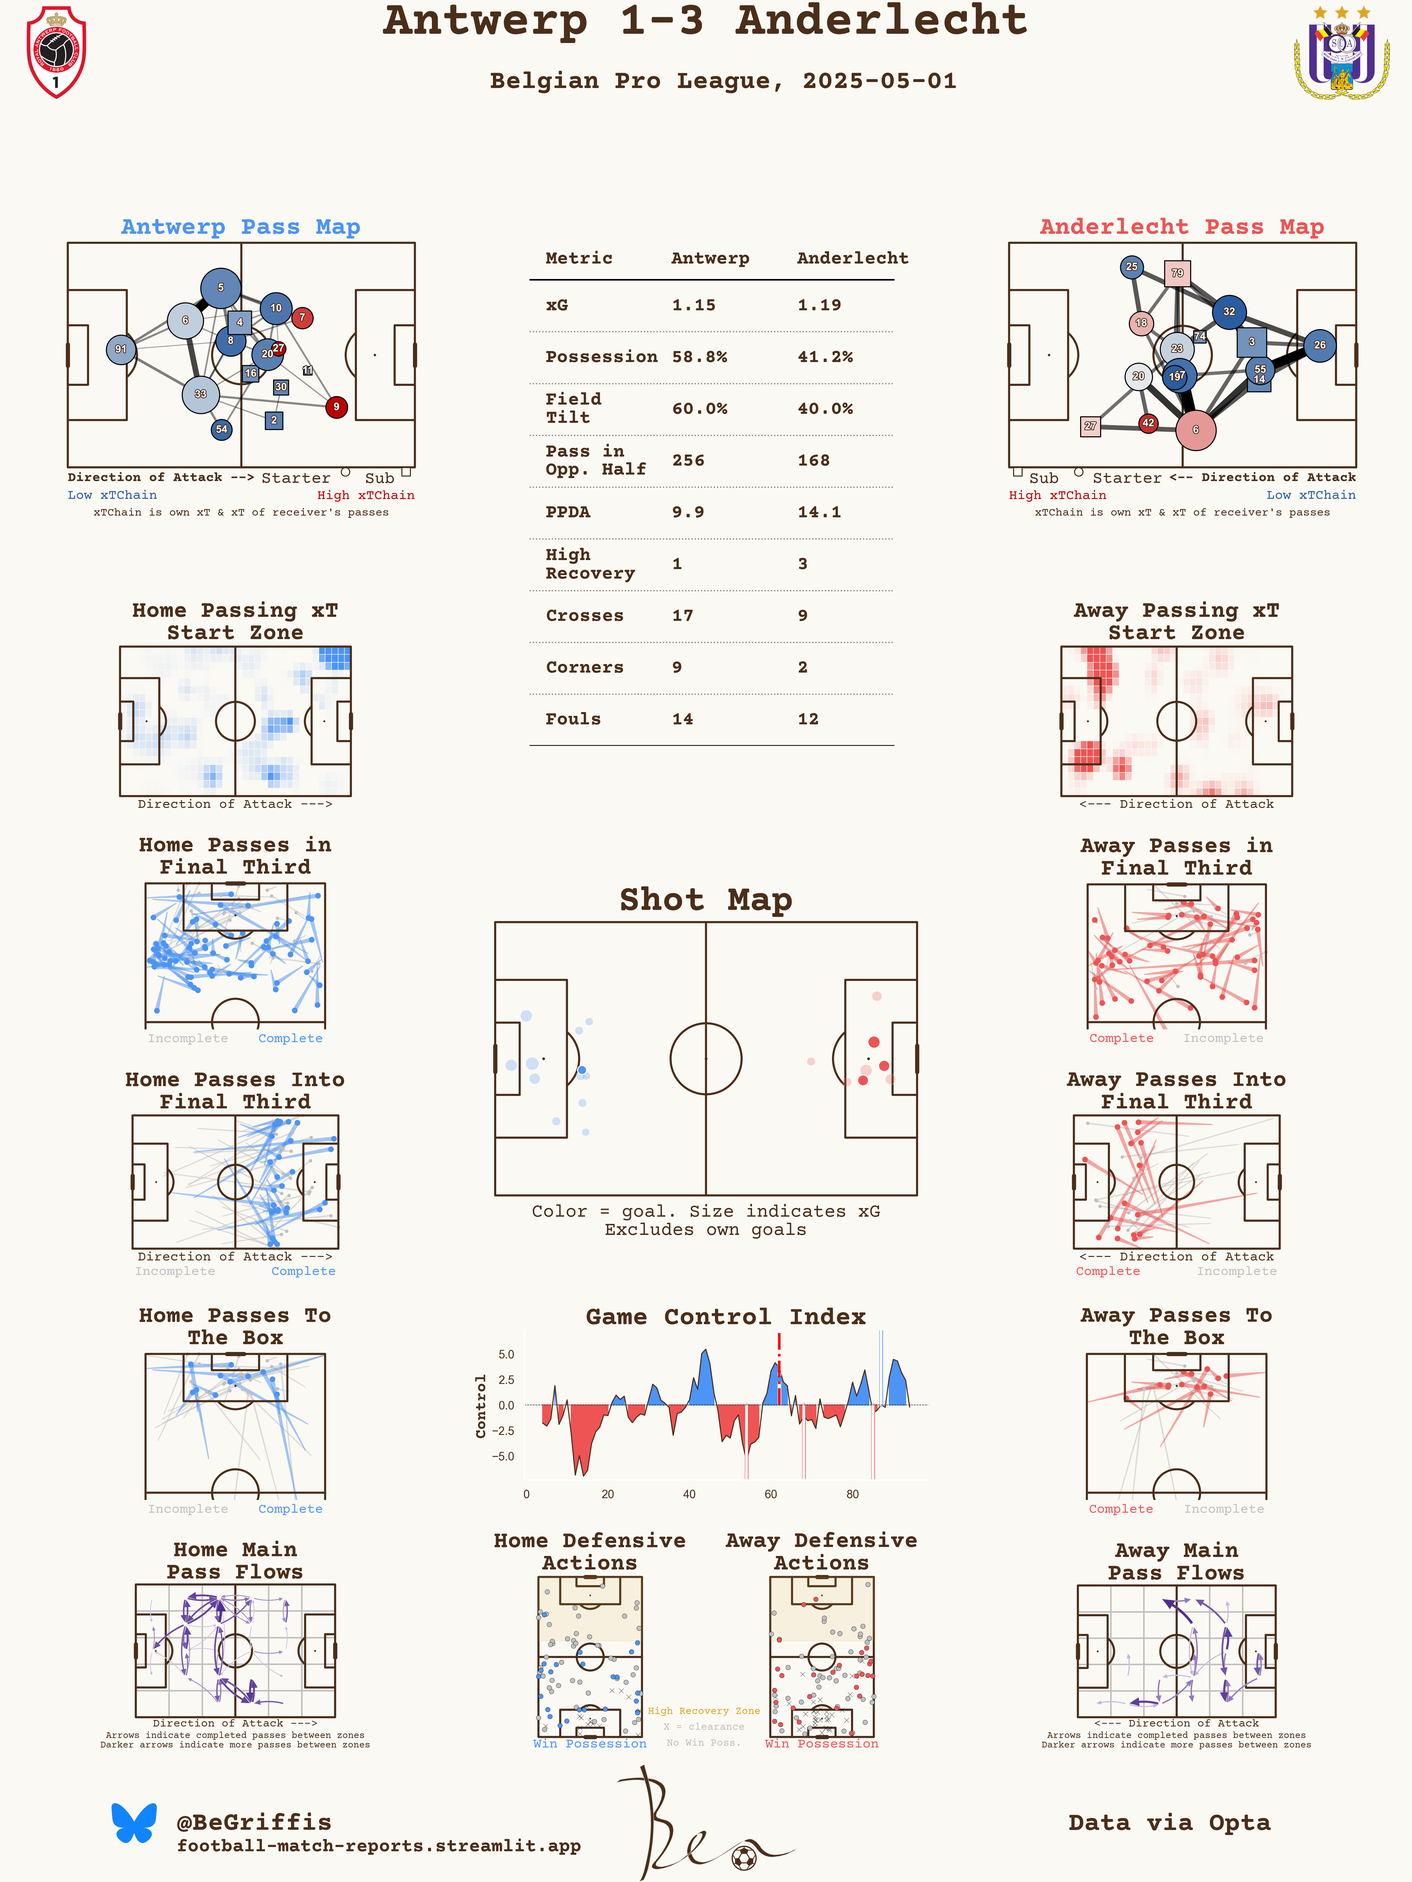 Antwerp 1-3 Anderlecht
Belgian Pro League, 2025-05-01
Antwerp Pass Map
5
10
7
6
4
8
91
20
27
16
11
30
33
9
2
54
Direction of Attack --> Starter Sub
Low xTChain High xTChain
xTChain is own xT & xT of receiver's passes
Metric Antwerp Anderlecht
xG 1.15 1.19
Possession 58.8% 41.2%
Field
Tilt 60.0% 40.0%
Pass in
Opp. Half 256 168
PPDA 9.9 14.1
High
Recovery 1 3
Crosses 17 9
Corners 9 2
Fouls 14 12
Anderlecht Pass Map
25
79
32
18
74
3
23
26
20
19
55
14
27
42
6
Sub Starter <-- Direction of Attack
High xTChain Low xTChain
xTChain is own xT & xT of receiver's passes
Home Passing xT
Start Zone
Direction of Attack --->
Away Passing xT
Start Zone
<--- Direction of Attack
Home Passes in
Final Third
Incomplete Complete
Shot Map
Color = goal. Size indicates xG
Excludes own goals
Away Passes in
Final Third
Complete Incomplete
Home Passes Into
Final Third
Direction of Attack --->
Incomplete Complete
Away Passes Into
Final Third
<--- Direction of Attack
Complete Incomplete
Home Passes To
The Box
Incomplete Complete
Game Control Index
Control
5.0
2.5
0.0
−2.5
−5.0
0 20 40 60 80
Away Passes To
The Box
Complete Incomplete
Home Main
Pass Flows
Direction of Attack --->
Arrows indicate completed passes between zones
Darker arrows indicate more passes between zones
Home Defensive
Actions
Win Possession
Away Defensive
Actions
Win Possession
High Recovery Zone
X = clearance
No Win Poss.
Away Main
Pass Flows
<--- Direction of Attack
Arrows indicate completed passes between zones
Darker arrows indicate more passes between zones
@BeGriffis
football-match-reports.streamlit.app
Ben
Data via Opta